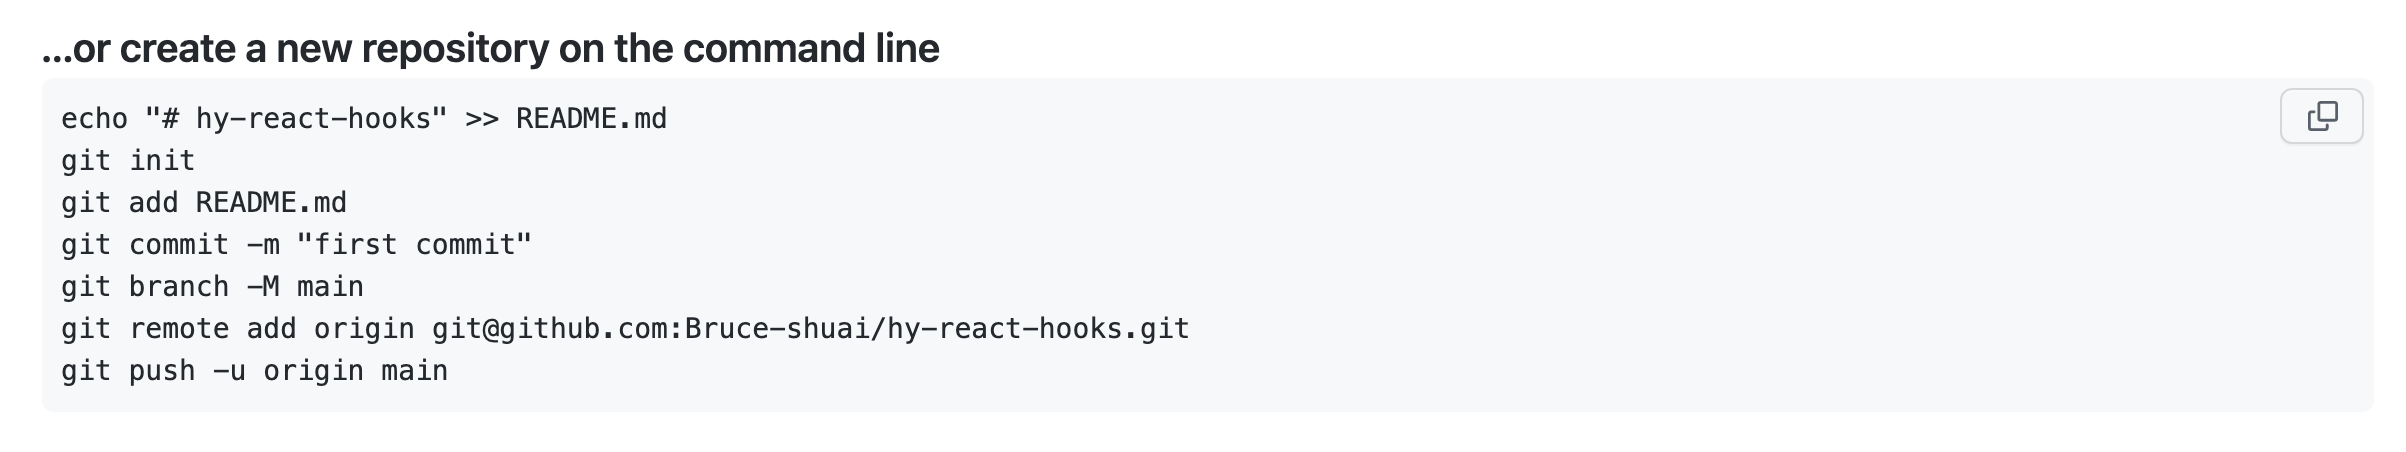 ...or create a new repository on the command line
echo "# hy-react-hooks" >> README.md
git init
git add README.md
git commit -m "first commit"
git branch -M main
git remote add origin git@github.com:Bruce-shuai/hy-react-hooks.git
git push -u origin main